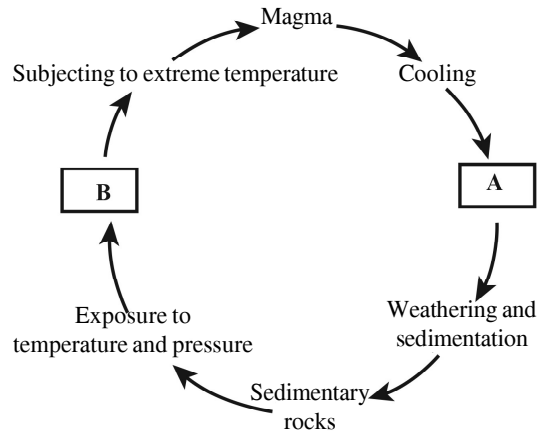 Magma
Subjecting to extreme temperature
Cooling
B
A
Exposure to
temperature and pressure
Weathering and
sedimentation
Sedimentary
rocks